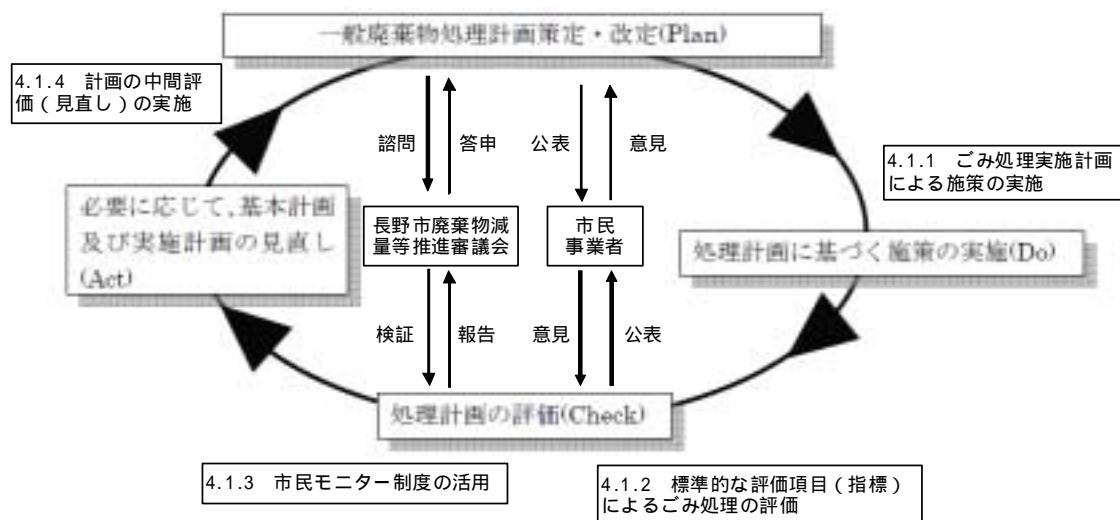 一般廃棄物処理計画策定・改定(Plan)
4.1.4 計画の中間評
価（見直し）の実施
諮問
答申
公表
意見
4.1.1 ごみ処理実施計画
による施策の実施
必要に応じて、基本計画
及び実施計画の見直し
(Act)
長野市廃棄物減
量等推進審議会
市民
事業者
処理計画に基づく施策の実施(Do)
検証
報告
意見
公表
処理計画の評価(Check)
4.1.3 市民モニター制度の活用
4.1.2 標準的な評価項目（指標）
によるごみ処理の評価